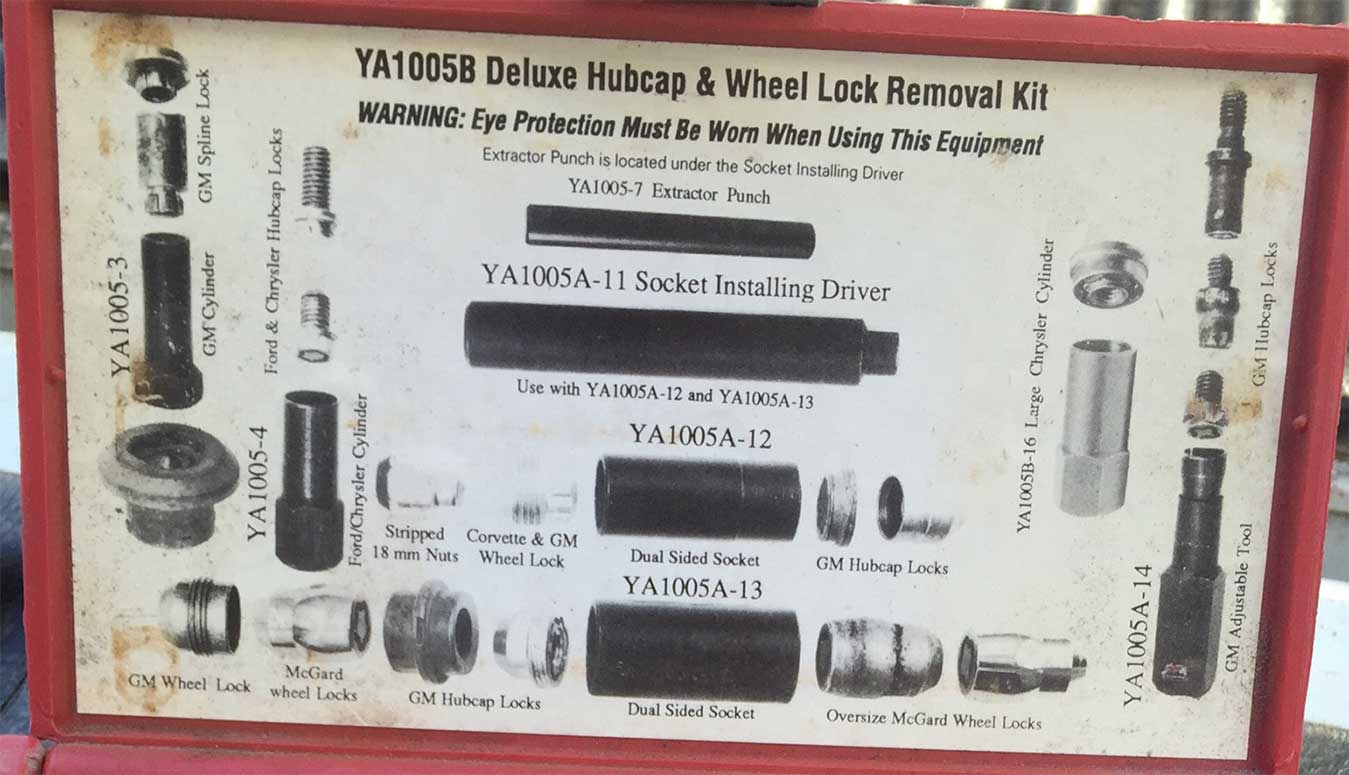 YA1005B Deluxe Hubcap & Wheel Lock Removal Kit
WARNING: Eye Protection Must Be Worn When Using This Equipment
Extractor Punch is located under the Socket Installing Driver
YA1005-7 Extractor Punch
YA1005A-11 Socket Installing Driver
Use with YA1005A-12 and YA1005A-13
GM Spline Lock
YA1005-3
GM Cylinder
Ford & Chrysler Hubcap Locks
YA1005-4
Ford/Chrysler Cylinder
YA1005A-12
Stripped
18 mm Nuts
Corvette & GM
Wheel Lock
Dual Sided Socket
GM Hubcap Locks
YA1005A-13
GM Wheel Lock
McGard
wheel Locks
GM Hubcap Locks
Dual Sided Socket
Oversize McGard Wheel Locks
YA1005B-16 Large Chrysler Cylinder
GM Hubcap Locks
YA1005A-14
GM Adjustable Tool